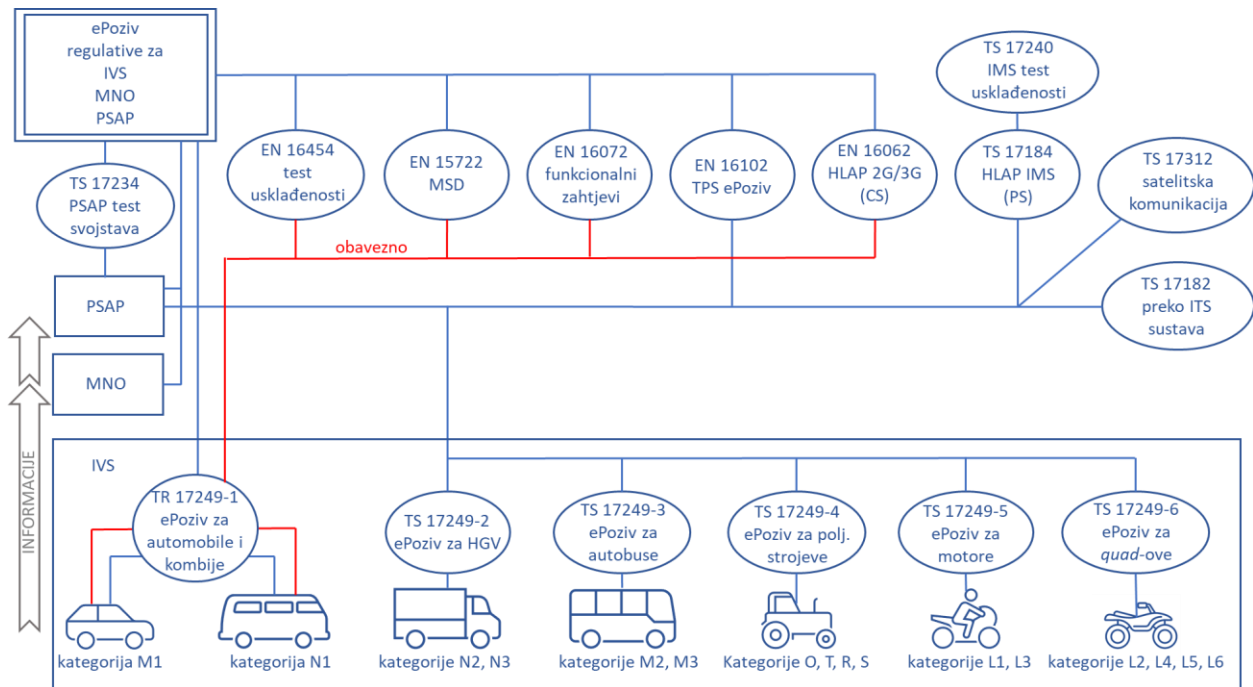 ePoziv
regulative za
IVS
MNO
PSAP
TS 17240
IMS test
usklađenosti
EN 16454
test
usklađenosti
EN 15722
MSD
EN 16072
funkcionalni
zahtjevi
EN 16102
TPS ePoziv
EN 16062
HLAP 2G/3G
(CS)
TS 17184
HLAP IMS
(PS)
TS 17312
satelitska
komunikacija
TS 17234
PSAP test
svojstava
obavezno
PSAP
TS 17182
preko ITS
sustava
MNO
INFORMACIJE
IVS
TR 17249-1
ePoziv za
automobile i
kombije
TS 17249-2
ePoziv za HGV
TS 17249-3
ePoziv za
autobuse
TS 17249-4
ePoziv za polj.
strojeve
TS 17249-5
ePoziv za
motore
TS 17249-6
ePoziv za
quad-ove
kategorija M1
kategorija N1
kategorije N2, N3
kategorije M2, M3
Kategorije O, T, R, S
kategorije L1, L3
kategorije L2, L4, L5, L6